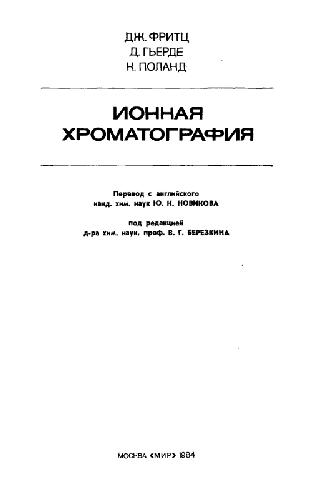 ДЖ. ФРИТЦ
Д. ГЬЕРДЕ
К. ПОЛАНД
ИОННАЯ
ХРОМАТОГРАФИЯ
Перевод с английского
канд. хим. наук Ю. Н. НОВИКОВА
под редакцией
д-ра хим. наук, проф. В. Г. БЕРЕЗКИНА
МОСКВА «МИР» 1984